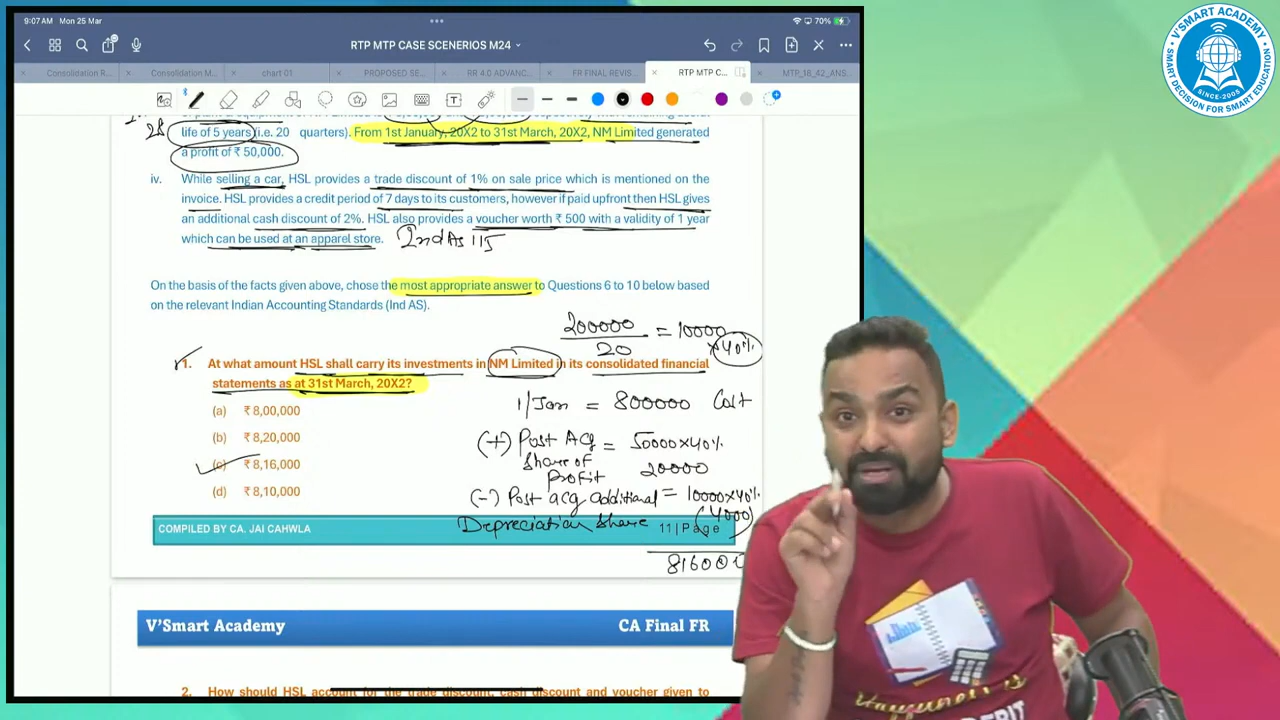 9:07 AM Mon 25 Mar
70%
RTP MTP CASE SCENERIOS M24
Consolidation R...
Consolidation M...
chart 01
PROPOSED SE...
RR 4.0 ADVANC...
FR FINAL REVIS...
RTP MTP C...
MTP_18_42_ANS...
life of 5 years (i.e. 20 quarters). From 1st January, 20X2 to 31st March, 20X2, NM Limited generated
a profit of ₹ 50,000.
iv. While selling a car, HSL provides a trade discount of 1% on sale price which is mentioned on the
invoice. HSL provides a credit period of 7 days to its customers, however if paid upfront then HSL gives
an additional cash discount of 2%. HSL also provides a voucher worth ₹ 500 with a validity of 1 year
which can be used at an apparel store. Ind As 115
On the basis of the facts given above, chose the most appropriate answer to Questions 6 to 10 below based
on the relevant Indian Accounting Standards (Ind AS).
200000
20
= 10000
× 40%
1. At what amount HSL shall carry its investments in NM Limited in its consolidated financial
statements as at 31st March, 20X2?
(a) ₹ 8,00,000
(b) ₹ 8,20,000
(c) ₹ 8,16,000
(d) ₹ 8,10,000
1/Jan = 800000 Cost
(+) Post Acq = 50000×40%
Share of 20000
Profit
(-) Post acq additional = 10000×40%
Depreciation Share (4000)
816000
COMPILED BY CA. JAI CAHWLA 11|Page
V'Smart Academy CA Final FR
2. How should HSL account for the trade discount, cash discount and voucher given to
V'SMART ACADEMY
SINCE-2005
SMART DECISION FOR SMART EDUCATION
Happyness is